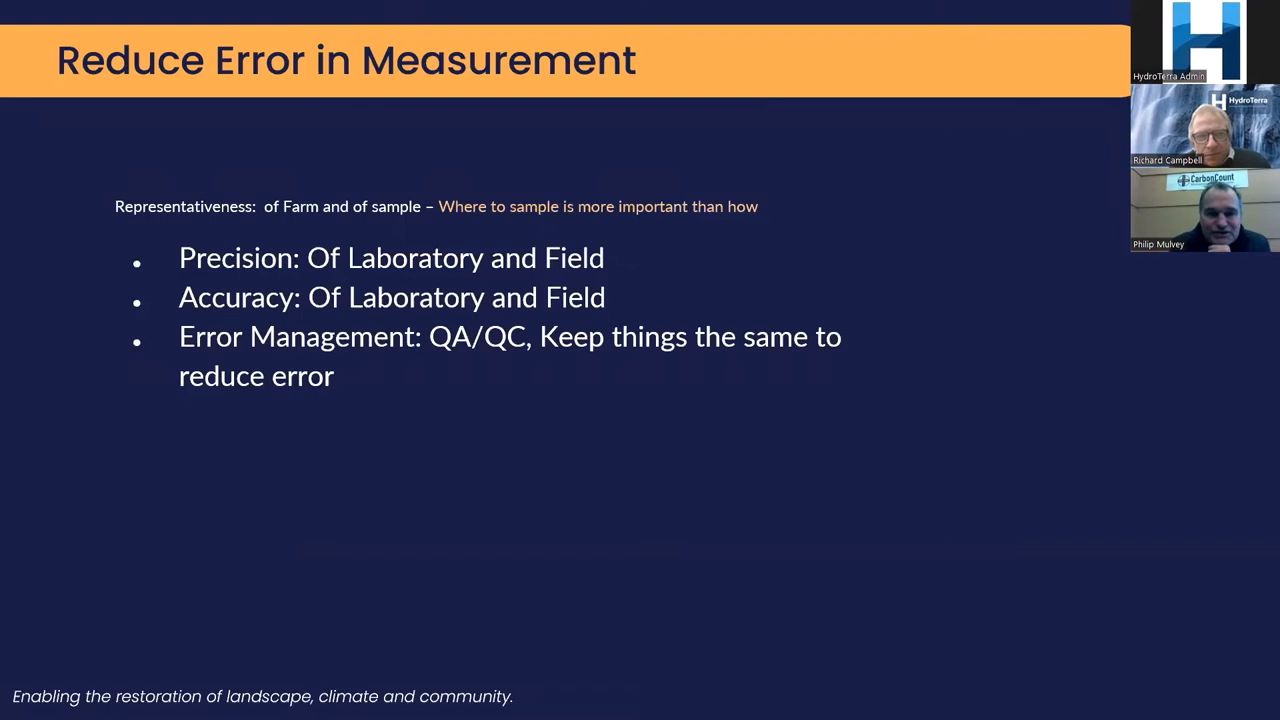 Reduce Error in Measurement
Representativeness: of Farm and of sample – Where to sample is more important than how
• Precision: Of Laboratory and Field
• Accuracy: Of Laboratory and Field
• Error Management: QA/QC, Keep things the same to
reduce error
Enabling the restoration of landscape, climate and community.
HydroTerra Admin
HydroTerra
Richard Campbell
CarbonCount
Philip Mulvey